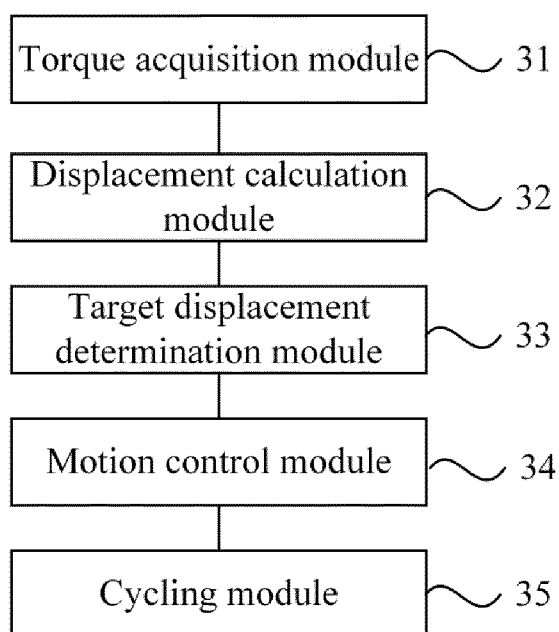 Torque acquisition module 31
Displacement calculation
module
32
Target displacement
determination module
33
Motion control module 34
Cycling module 35